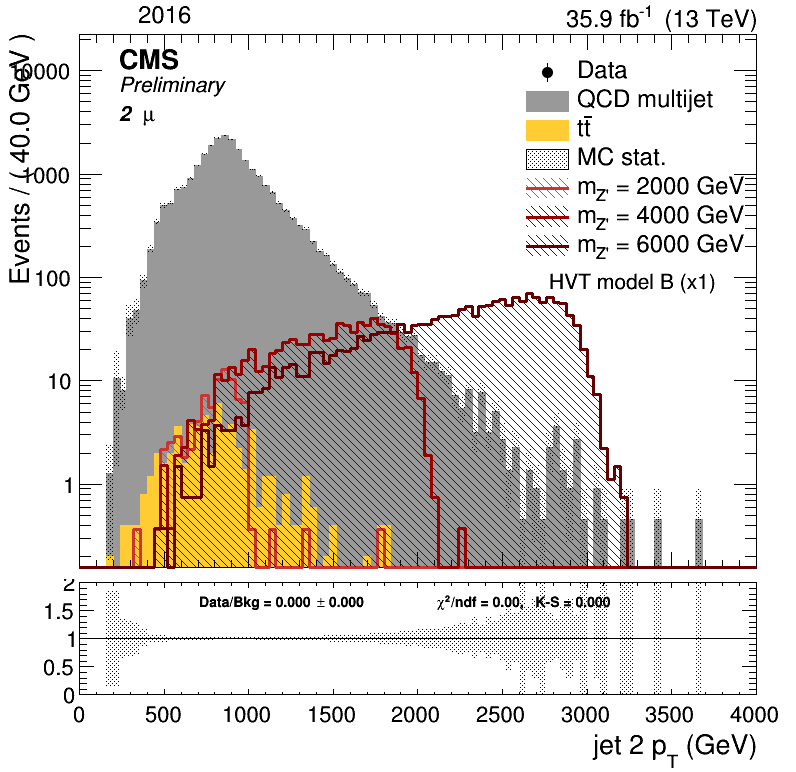 2016
35.9 fb⁻¹ (13 TeV)
CMS
Preliminary
2 μ
Events / ( 40.0 GeV )
10000
1000
100
10
1
Data
QCD multijet
tt̄
MC stat.
m_Z' = 2000 GeV
m_Z' = 4000 GeV
m_Z' = 6000 GeV
HVT model B (x1)
Data/Bkg = 0.000 ± 0.000
χ²/ndf = 0.00, K-S = 0.000
2
1.5
1
0.5
0
0 500 1000 1500 2000 2500 3000 3500 4000
jet 2 p_T (GeV)